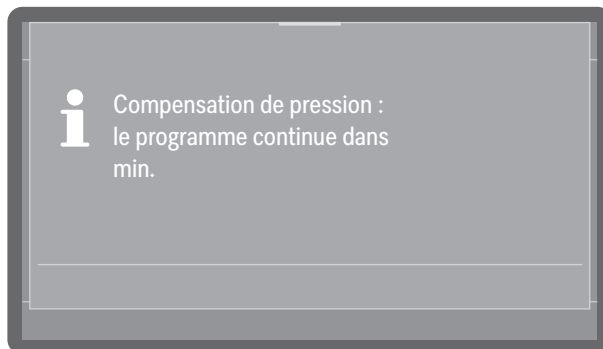 Compensation de pression :
le programme continue dans
min.